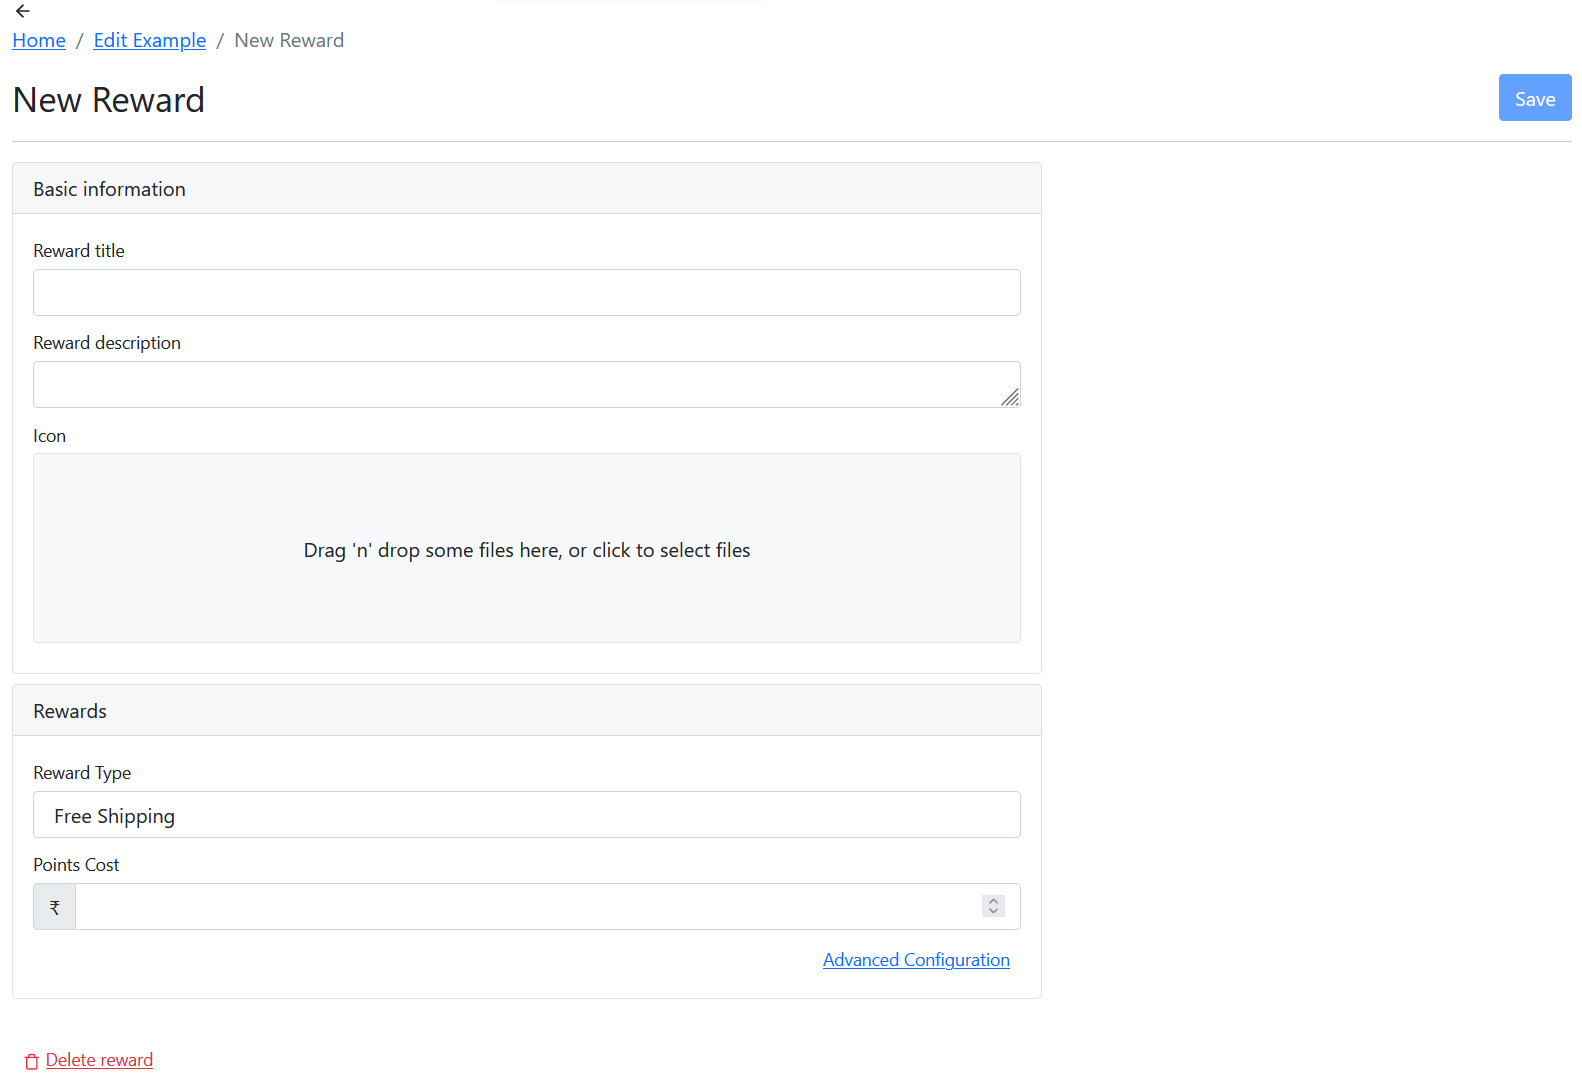 Home / Edit Example / New Reward
New Reward
Save
Basic information
Reward title
Reward description
Icon
Drag 'n' drop some files here, or click to select files
Rewards
Reward Type
Free Shipping
Points Cost
₹
Advanced Configuration
Delete reward